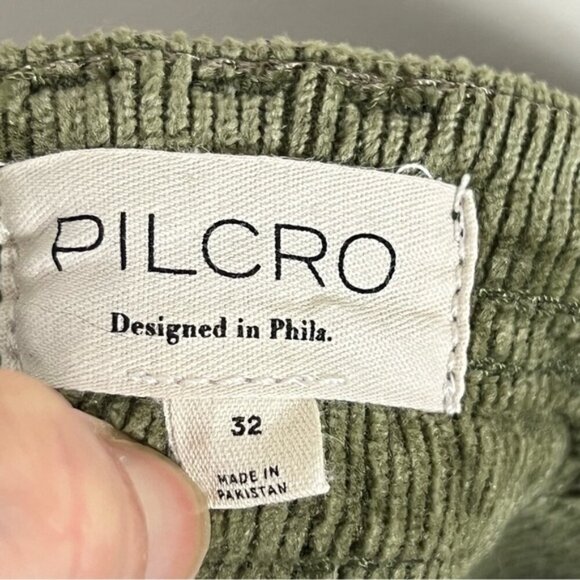 PILCRO
Designed in Phila.
32
MADE IN
PAKISTAN